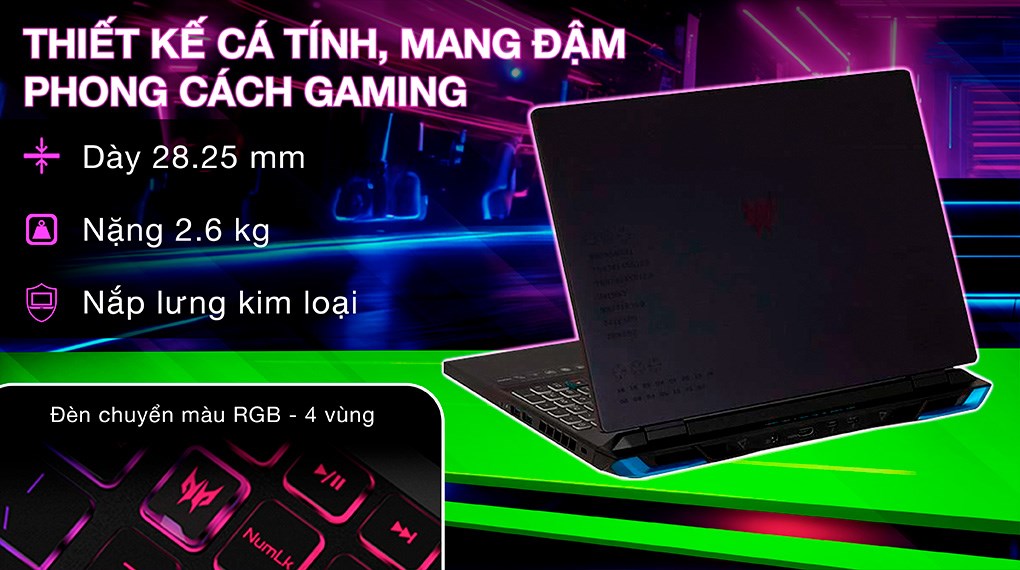 THIẾT KẾ CÁ TÍNH, MANG ĐẬM
PHONG CÁCH GAMING
Dày 28.25 mm
Nặng 2.6 kg
Nắp lưng kim loại
Đèn chuyển màu RGB - 4 vùng
NumLk